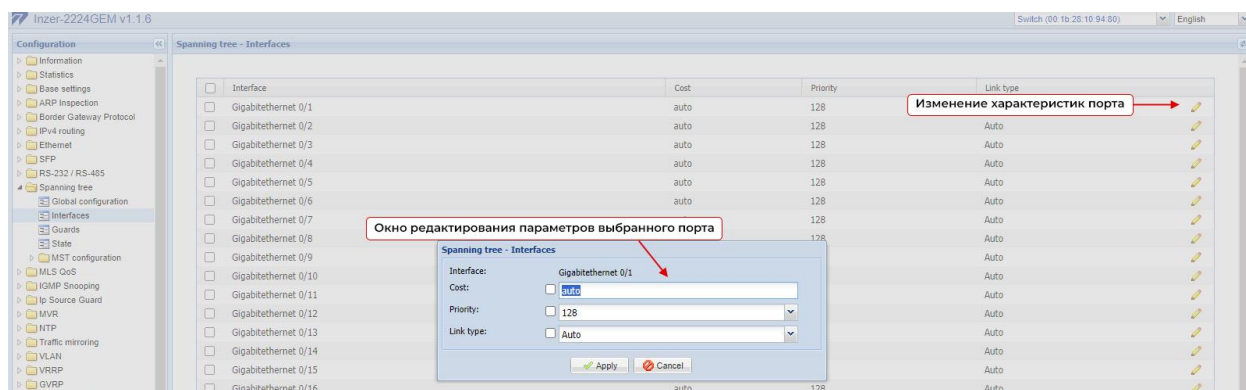 Inzer-2224GEM v1.1.6 Switch (00:1b:28:10:94:80) English
Configuration Spanning tree - Interfaces
Information
Statistics
Base settings Interface Cost Priority Link type
ARP Inspection Gigabitethernet 0/1 auto 128 Изменение характеристик порта
Border Gateway Protocol
IPv4 routing Gigabitethernet 0/2 auto 128 Auto
Ethernet Gigabitethernet 0/3 auto 128 Auto
SFP Gigabitethernet 0/4 auto 128 Auto
RS-232 / RS-485
Spanning tree Gigabitethernet 0/5 auto 128 Auto
Global configuration Gigabitethernet 0/6 auto 128 Auto
Interfaces Gigabitethernet 0/7 128 Auto
Guards Окно редактирования параметров выбранного порта
State Gigabitethernet 0/8 128 Auto
MST configuration Gigabitethernet 0/9 Auto
MLS QoS Gigabitethernet 0/10 Auto
IGMP Snooping
Ip Source Guard Gigabitethernet 0/11 Auto
MVR Gigabitethernet 0/12 Auto
NTP Gigabitethernet 0/13 Auto
Traffic mirroring
VLAN Gigabitethernet 0/14 Auto
VRRP Gigabitethernet 0/15 Auto
GVRP Gigabitethernet 0/16 auto 128 Auto
Spanning tree - Interfaces
Interface: Gigabitethernet 0/1
Cost: auto
Priority: 128
Link type: Auto
Apply Cancel